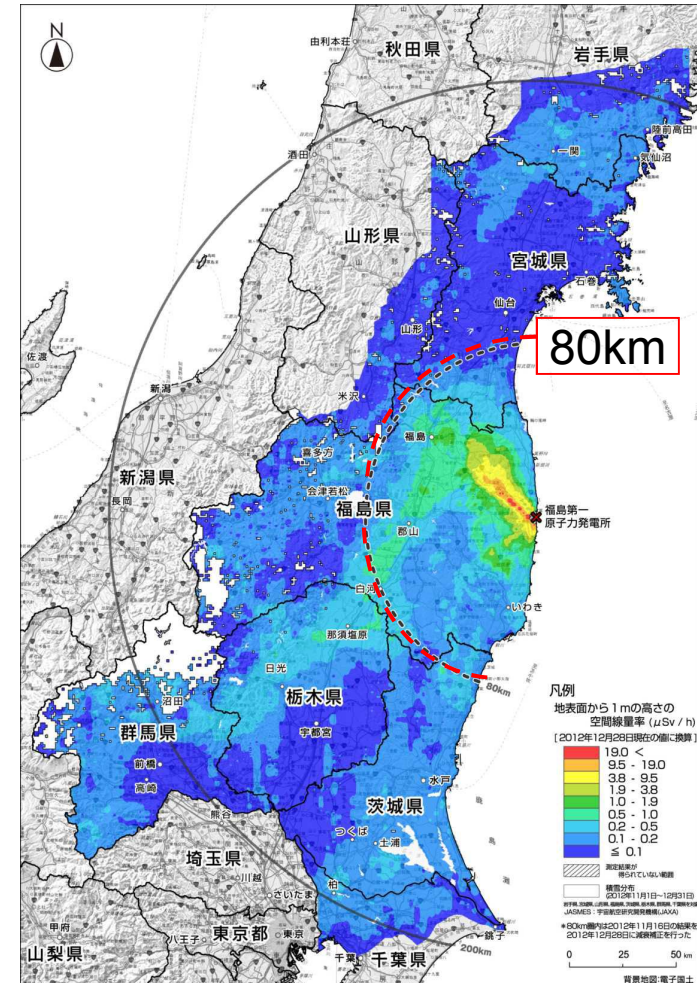 N
秋田県
岩手県
由利本荘
陸前高田
一関
気仙沼
酒田
山形県
宮城県
石巻
仙台
山形
80km
佐渡
新潟
米沢
福島
喜多方
新潟県
会津若松
長岡
福島県
福島第一
原子力発電所
郡山
白河
いわき
那須塩原
日光
80km
栃木県
沼田
群馬県
宇都宮
前橋
高崎
水戸
茨城県
熊谷
つくば
土浦
埼玉県
川越
柏
さいたま
甲府
八王子
東京都
東京
200km
銚子
山梨県
千葉
千葉県
凡例
地表面から1mの高さの
空間線量率 (μSv / h)
[2012年12月28日現在の値に換算]
19.0 <
9.5 - 19.0
3.8 - 9.5
1.9 - 3.8
1.0 - 1.9
0.5 - 1.0
0.2 - 0.5
0.1 - 0.2
≦ 0.1
測定結果が
得られていない範囲
積雪分布
(2012年11月1日～12月31日)
JASMES:宇宙航空研究開発機構(JAXA)
*80km圏内は2012年11月16日の結果を
2012年12月28日に減衰補正を行った
0 25 50 km
背景地図:電子国土